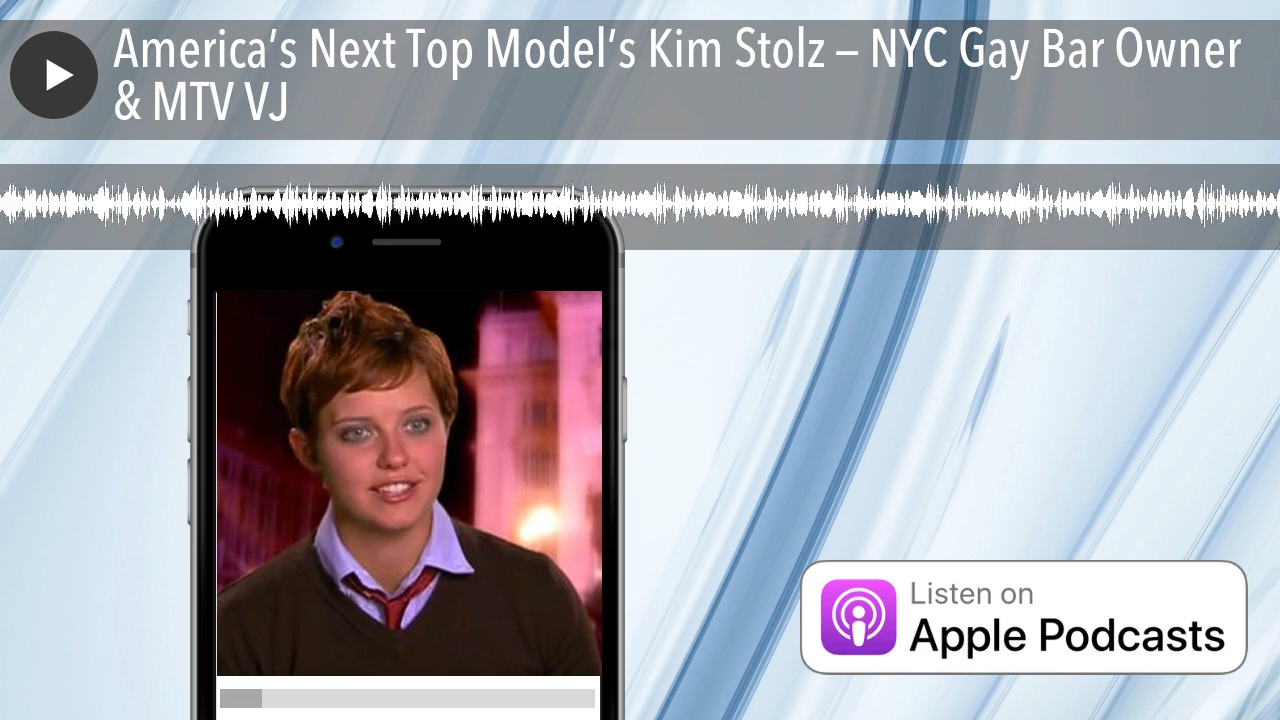 America’s Next Top Model’s Kim Stolz – NYC Gay Bar Owner
& MTV VJ
Listen on
Apple Podcasts